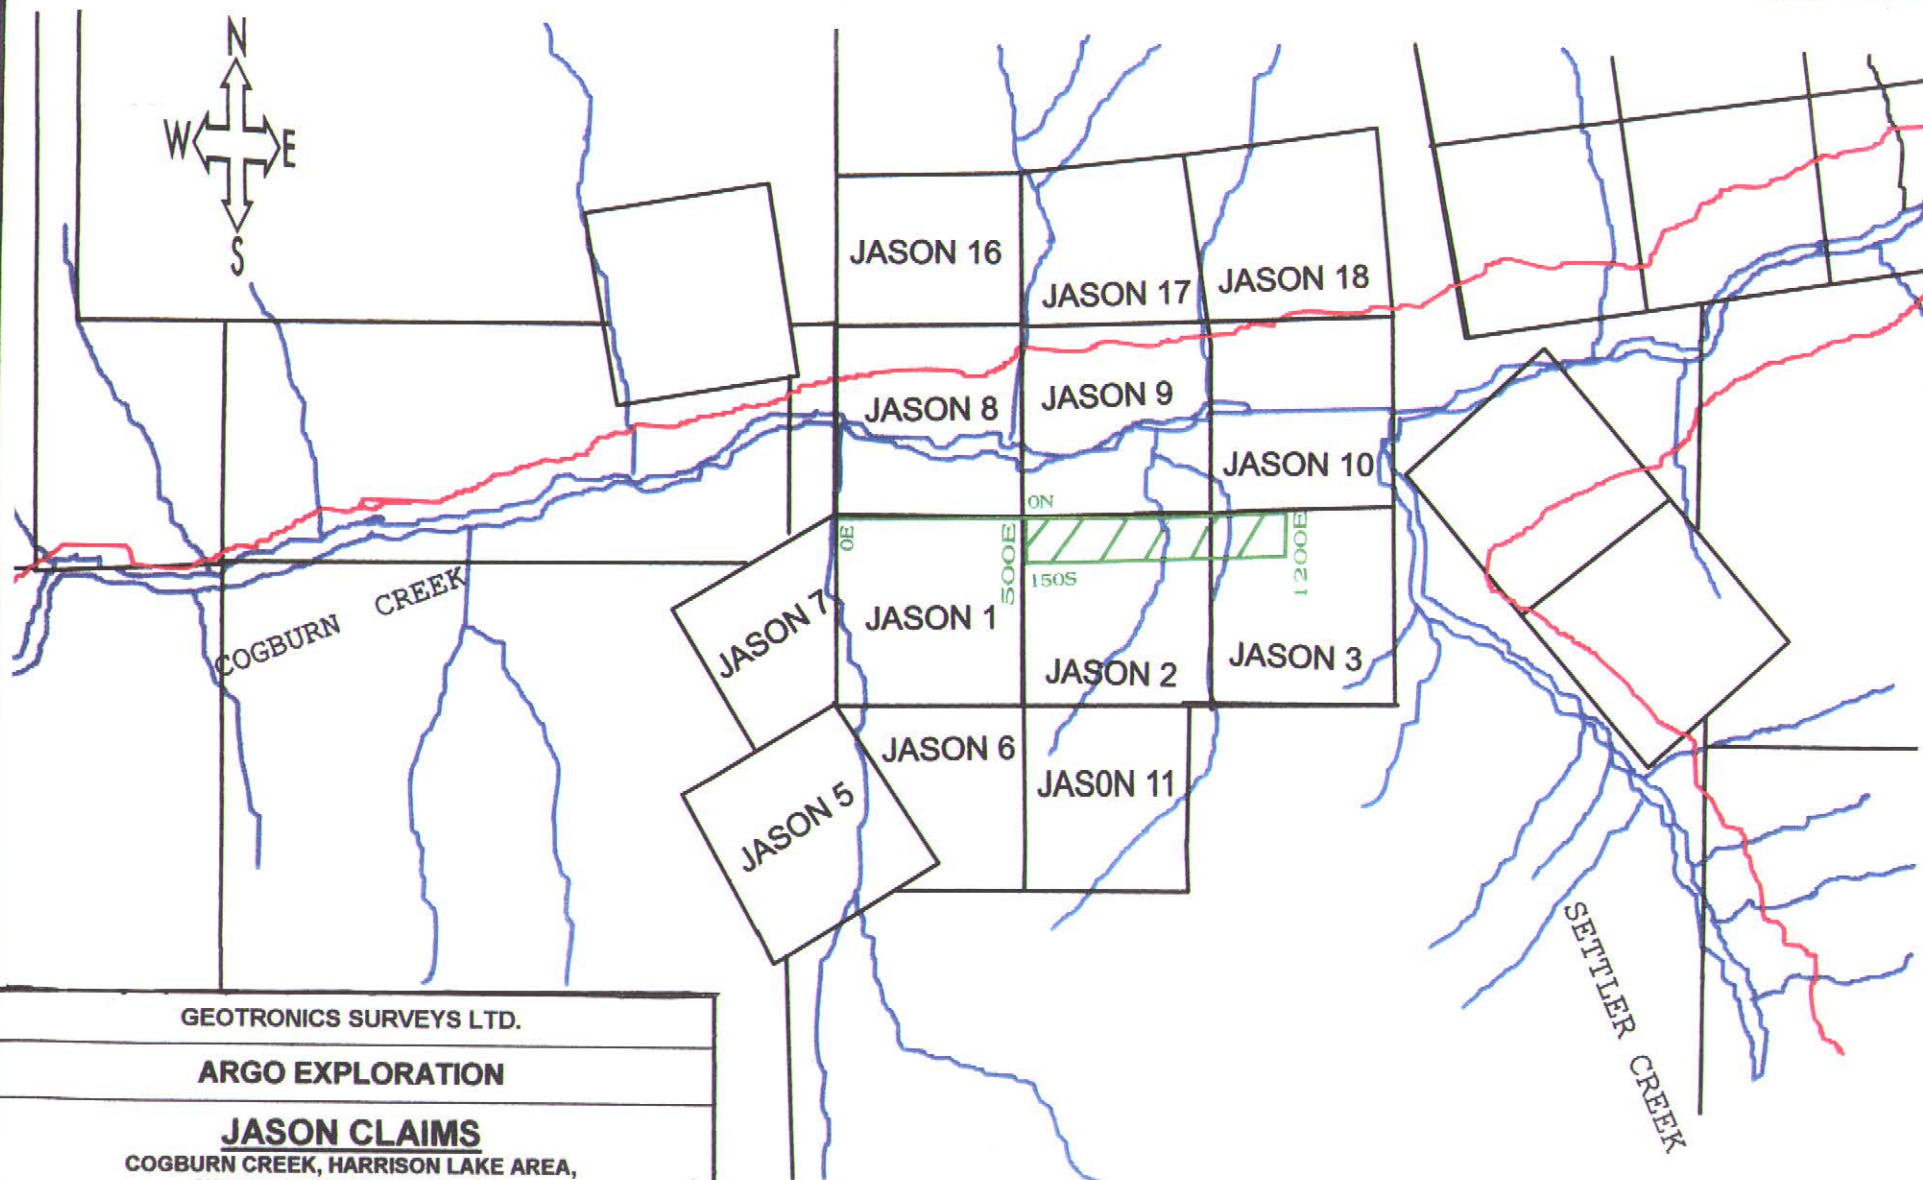 N
W E
S
JASON 16
JASON 17
JASON 18
JASON 8
JASON 9
JASON 10
0N
0E
500E
1200E
150S
JASON 7
JASON 1
JASON 2
JASON 3
COGBURN CREEK
JASON 5
JASON 6
JAS0N 11
SETTLER CREEK
GEOTRONICS SURVEYS LTD.
ARGO EXPLORATION
JASON CLAIMS
COGBURN CREEK, HARRISON LAKE AREA,